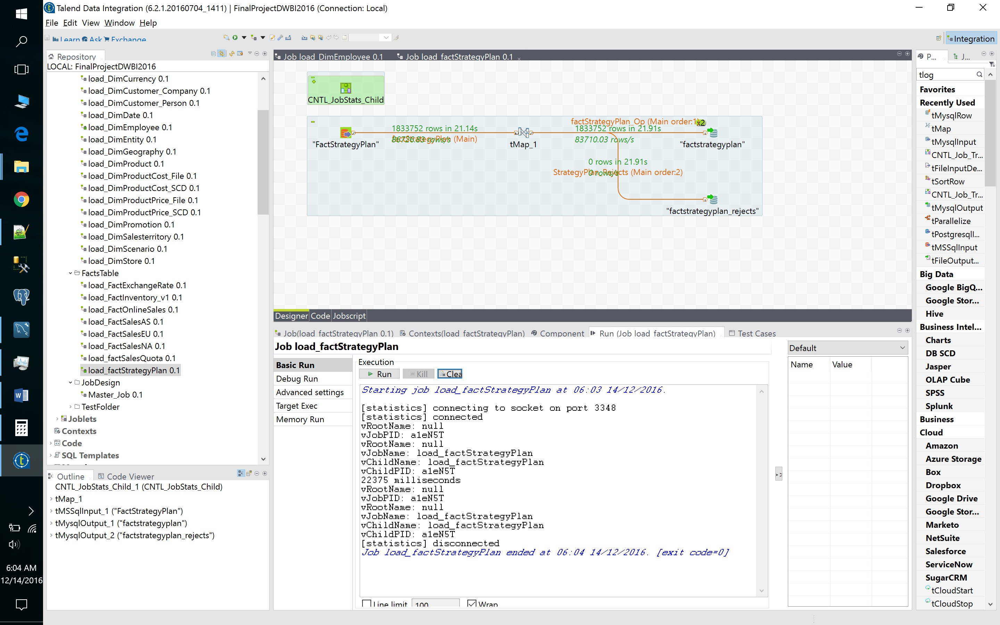 Talend Data Integration (6.2.1.20160704_1411) | FinalProjectDWBI2016 (Connection: Local)
File Edit View Window Help
Learn Ask Exchange
Integration
Repository
LOCAL: FinalProjectDWBI2016
load_DimCurrency 0.1
load_DimCustomer_Company 0.1
load_DimCustomer_Person 0.1
load_DimDate 0.1
load_DimEmployee 0.1
load_DimEntity 0.1
load_DimGeography 0.1
load_DimProduct 0.1
load_DimProductCost_File 0.1
load_DimProductCost_SCD 0.1
load_DimProductPrice_File 0.1
load_DimProductPrice_SCD 0.1
load_DimPromotion 0.1
load_DimSalesterritory 0.1
load_DimScenario 0.1
load_DimStore 0.1
FactsTable
load_FactExchangeRate 0.1
load_FactInventory_v1 0.1
load_FactOnlineSales 0.1
load_FactSalesAS 0.1
load_FactSalesEU 0.1
load_FactSalesNA 0.1
load_factSalesQuota 0.1
load_factStrategyPlan 0.1
JobDesign
Master_Job 0.1
TestFolder
Joblets
Contexts
Code
SQL Templates
Outline Code Viewer
CNTL_JobStats_Child_1 (CNTL_JobStats_Child)
tMap_1
tMSSqlInput_1 ("FactStrategyPlan")
tMysqlOutput_1 ("factstrategyplan")
tMysqlOutput_2 ("factstrategyplan_rejects")
6:04 AM
12/14/2016
Job load_DimEmployee 0.1 Job load_factStrategyPlan 0.1
CNTL_JobStats_Child
factStrategyPlan_Op (Main order:1)
x2
1833752 rows in 21.14s
1833752 rows in 21.91s
86726.83 rows/s
factStrategyPlan (Main)
83710.03 rows/s
"FactStrategyPlan"
tMap_1
"factstrategyplan"
0 rows in 21.91s
StrategyPlan_Rejects (Main order:2)
0 rows/s
"factstrategyplan_rejects"
Designer Code Jobscript
Job(load_factStrategyPlan 0.1) Contexts(load_factStrategyPlan) Component Run (Job load_factStrategyPlan) Test Cases
Job load_factStrategyPlan
Basic Run
Debug Run
Advanced settings
Target Exec
Memory Run
Execution
Run Kill Clea
Starting job load_factStrategyPlan at 06:03 14/12/2016.
[statistics] connecting to socket on port 3348
[statistics] connected
vRootName: null
vJobPID: a1eN5T
vRootName: null
vJobName: load_factStrategyPlan
vChildName: load_factStrategyPlan
vChildPID: a1eN5T
22375 milliseconds
vRootName: null
vJobPID: a1eN5T
vRootName: null
vJobName: load_factStrategyPlan
vChildName: load_factStrategyPlan
vChildPID: a1eN5T
[statistics] disconnected
Job load_factStrategyPlan ended at 06:04 14/12/2016. [exit code=0]
Line limit 100 Wrap
> >
Default
Name Value
P... J...
tlog
Favorites
Recently Used
tMysqlRow
tMap
tMysqlInput
CNTL_Job_Tr...
tFileInputDe...
tSortRow
CNTL_Job_Tr...
tMysqlOutput
tParallelize
tPostgresqlI...
tMSSqlInput
tFileOutput...
Big Data
Google BigQ...
Google Stor...
Hive
Business Intel...
Charts
DB SCD
Jasper
OLAP Cube
SPSS
Splunk
Business
Cloud
Amazon
Azure Storage
Box
Dropbox
Google Drive
Google Stor...
Marketo
NetSuite
Salesforce
ServiceNow
SugarCRM
tCloudStart
tCloudStop